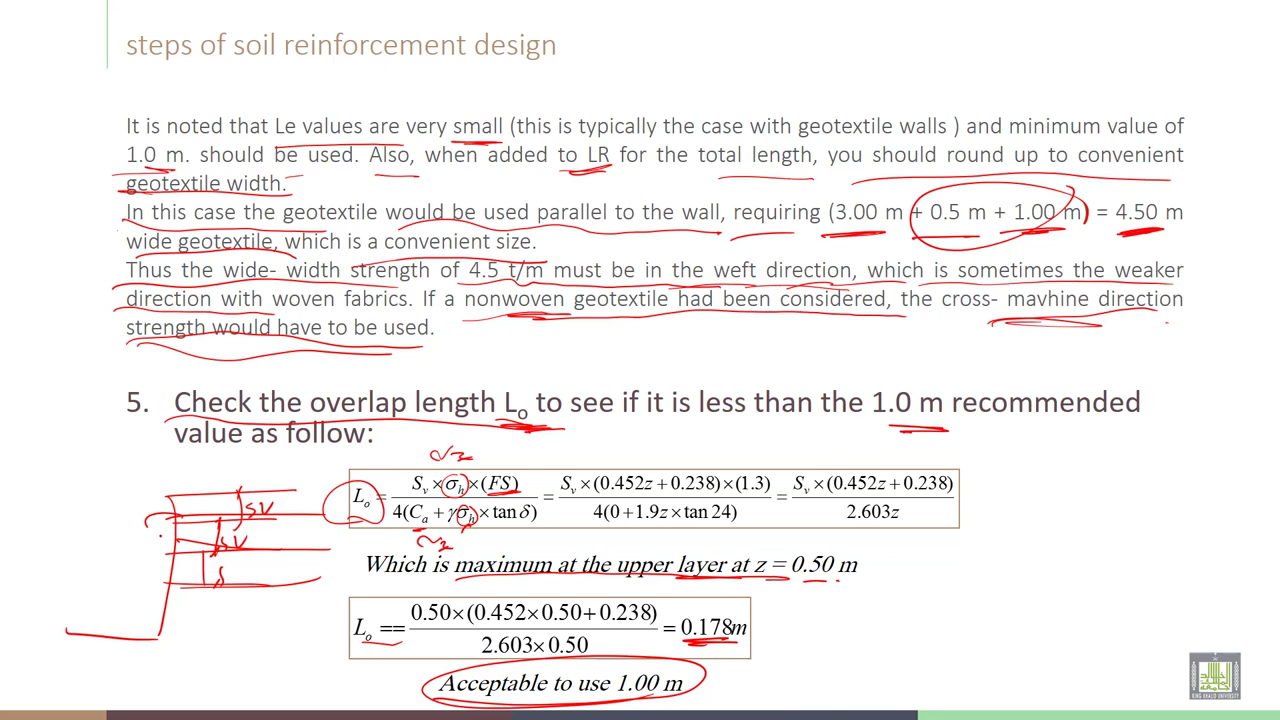 steps of soil reinforcement design
It is noted that Le values are very small (this is typically the case with geotextile walls ) and minimum value of
1.0 m. should be used. Also, when added to LR for the total length, you should round up to convenient
geotextile width.
In this case the geotextile would be used parallel to the wall, requiring (3.00 m + 0.5 m + 1.00 m) = 4.50 m
wide geotextile, which is a convenient size.
Thus the wide- width strength of 4.5 t/m must be in the weft direction, which is sometimes the weaker
direction with woven fabrics. If a nonwoven geotextile had been considered, the cross- mavhine direction
strength would have to be used.
5. Check the overlap length Lo to see if it is less than the 1.0 m recommended
value as follow:
Lo = Sv×σh×(FS) / 4(Ca + γσh×tanδ) = Sv×(0.452z+0.238)×(1.3) / 4(0+1.9z×tan24) = Sv×(0.452z+0.238) / 2.603z
Which is maximum at the upper layer at z = 0.50 m
Lo == 0.50×(0.452×0.50+0.238) / 2.603×0.50 = 0.178m
Acceptable to use 1.00 m
SV
SV
KING KHALID UNIVERSITY